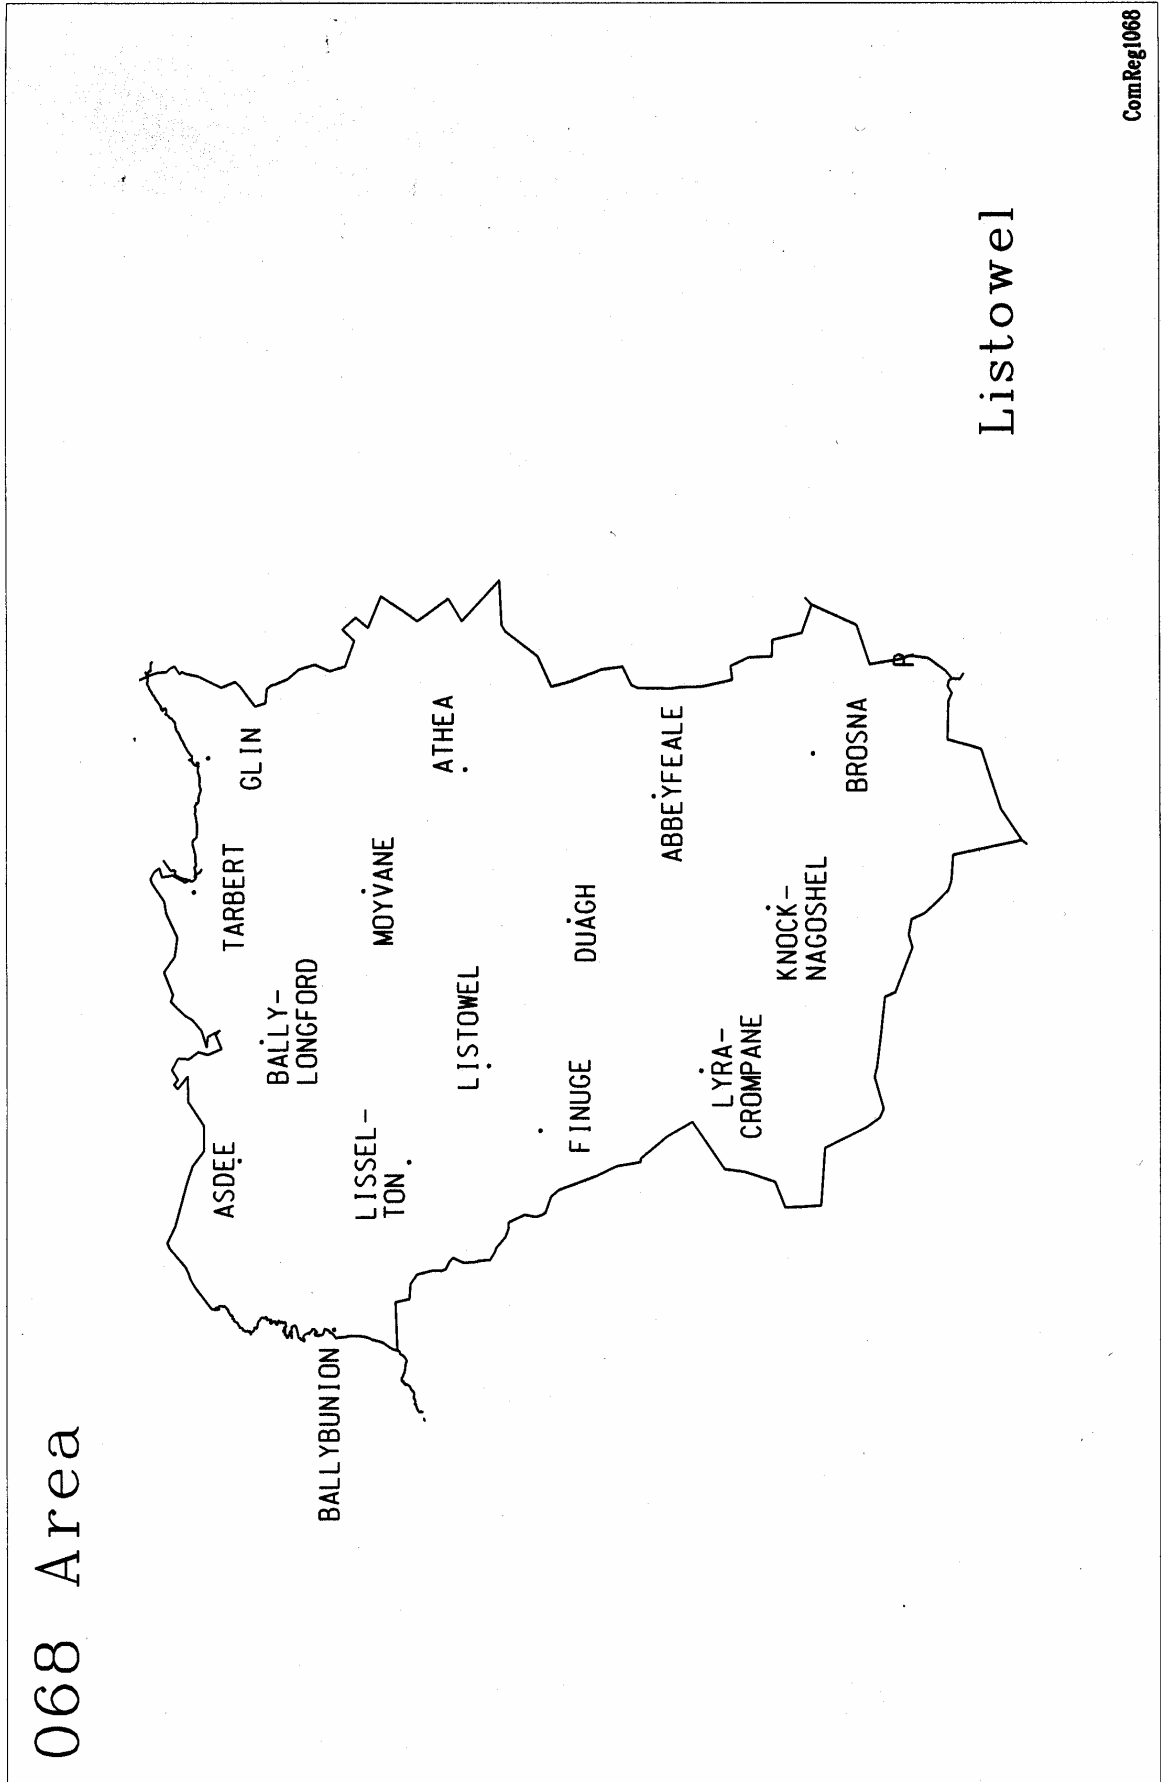 068 Area
GLIN
TARBERT
ASDEE
BALLY-
LONGFORD
BALLYBUNION
LISSEL-
TON
MOYVANE
ATHEA
LISTOWEL
FINUGE
DUAGH
ABBEYFEALE
LYRA-
CROMPANE
KNOCK-
NAGOSHEL
BROSNA
R
Listowel
ComReg1068